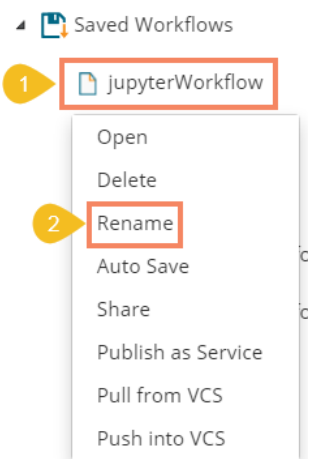 Saved Workflows
1
jupyterWorkflow
Open
Delete
2
Rename
Auto Save
Share
Publish as Service
Pull from VCS
Push into VCS